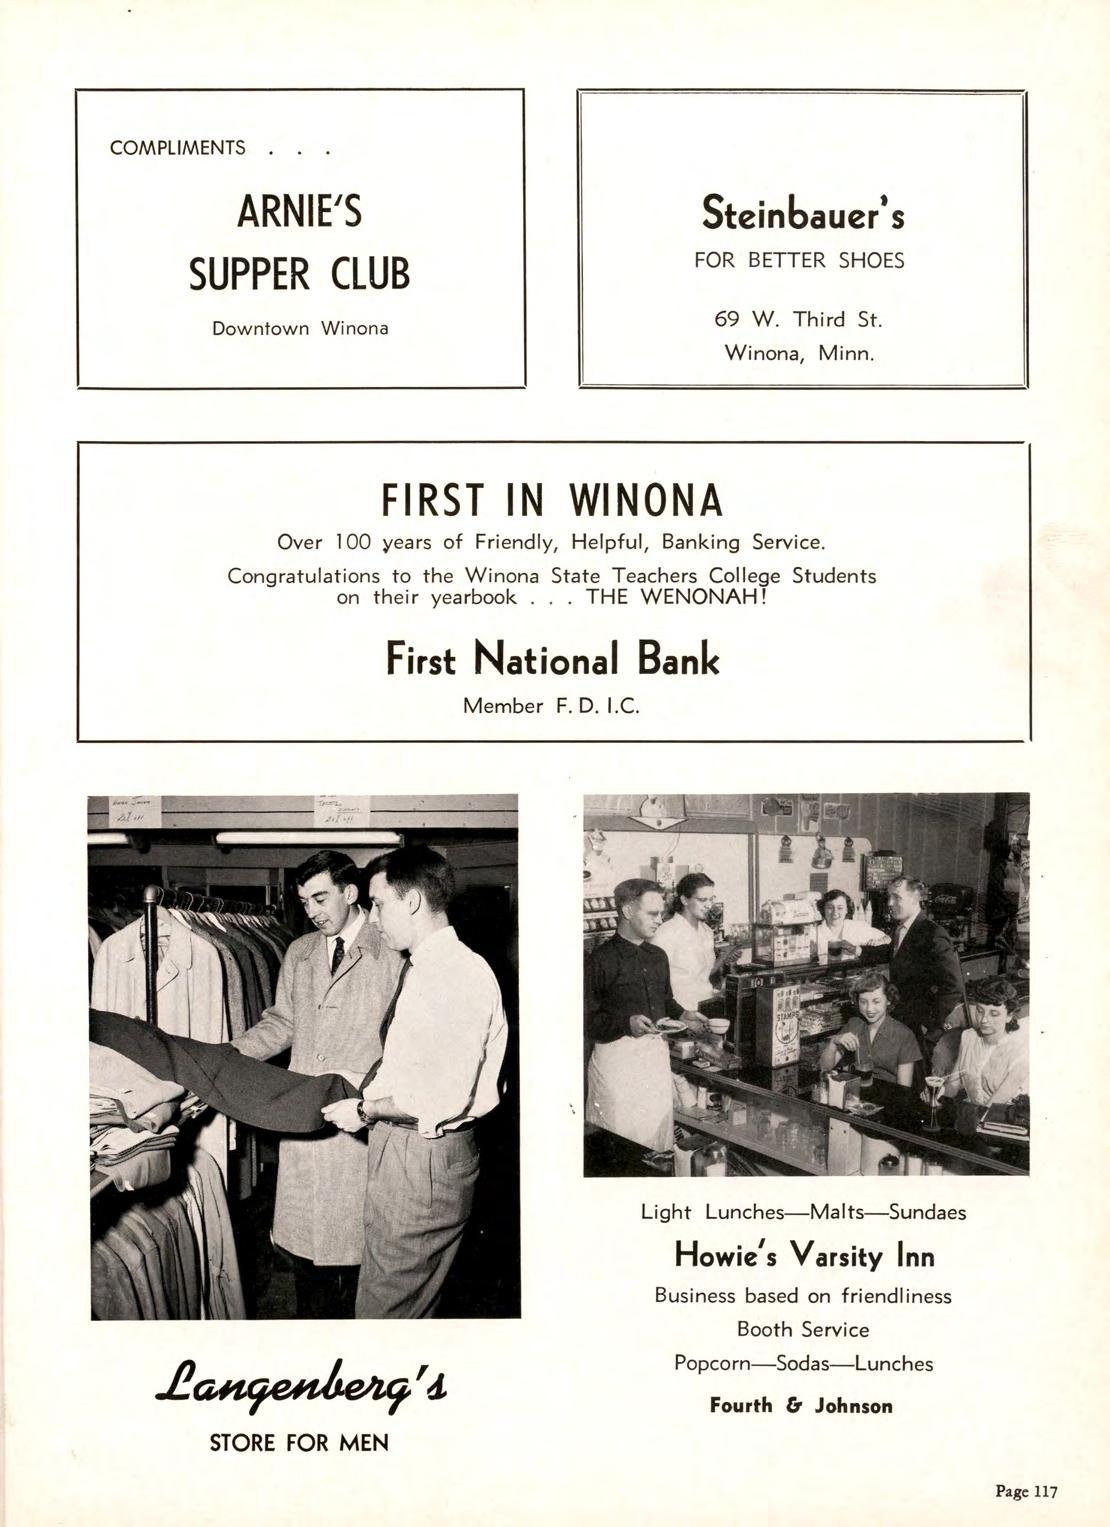 COMPLIMENTS . . .
ARNIE'S
SUPPER CLUB
Downtown Winona
Steinbauer's
FOR BETTER SHOES
69 W. Third St.
Winona, Minn.
FIRST IN WINONA
Over 100 years of Friendly, Helpful, Banking Service.
Congratulations to the Winona State Teachers College Students
on their yearbook . . . THE WENONAH!
First National Bank
Member F. D. I.C.
STAMPS
Langenberg's
STORE FOR MEN
Light Lunches—Malts—Sundaes
Howie's Varsity Inn
Business based on friendliness
Booth Service
Popcorn—Sodas—Lunches
Fourth & Johnson
Page 117